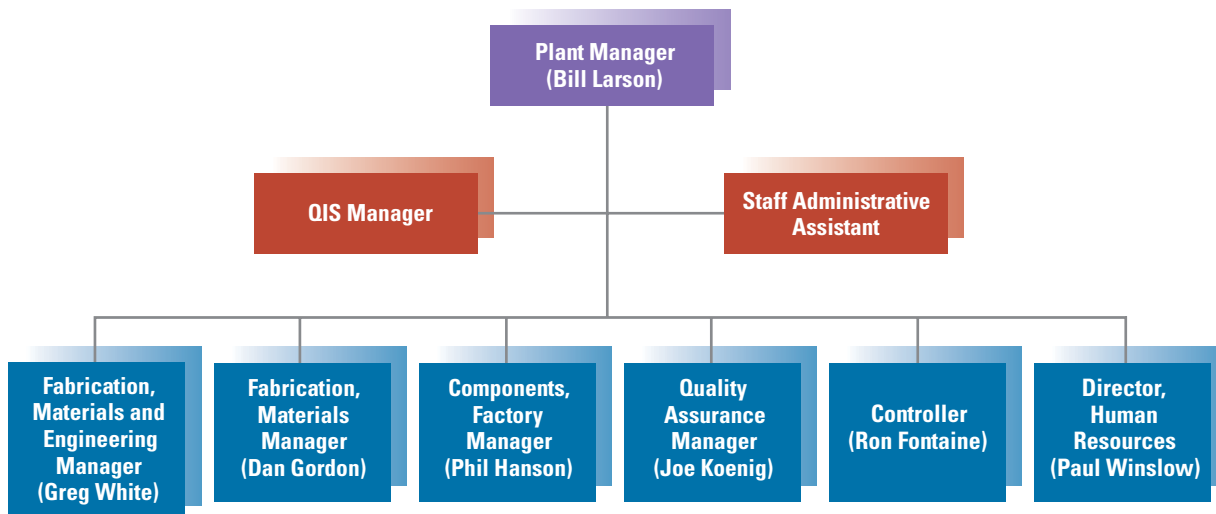 Plant Manager
(Bill Larson)
QIS Manager
Staff Administrative
Assistant
Fabrication,
Materials and
Engineering
Manager
(Greg White)
Fabrication,
Materials
Manager
(Dan Gordon)
Components,
Factory
Manager
(Phil Hanson)
Quality
Assurance
Manager
(Joe Koenig)
Controller
(Ron Fontaine)
Director,
Human
Resources
(Paul Winslow)